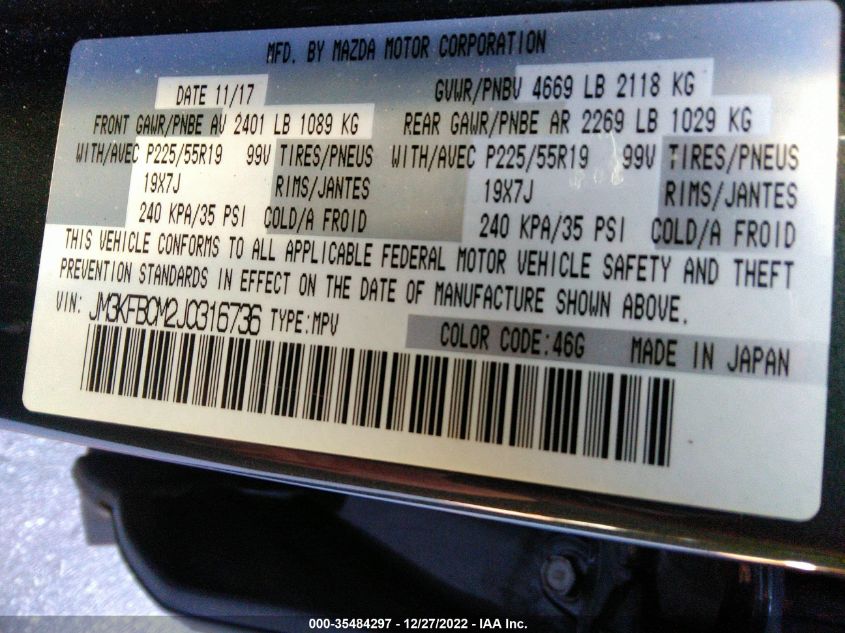 MFD. BY MAZDA MOTOR CORPORATION
DATE 11/17 GVWR/PNBV 4669 LB 2118 KG
FRONT GAWR/PNBE AV 2401 LB 1089 KG REAR GAWR/PNBE AR 2269 LB 1029 KG
WITH/AVEC P225/55R19 99V TIRES/PNEUS WITH/AVEC P225/55R19 99V TIRES/PNEUS
19X7J RIMS/JANTES 19X7J RIMS/JANTES
240 KPA/35 PSI COLD/A FROID 240 KPA/35 PSI COLD/A FROID
THIS VEHICLE CONFORMS TO ALL APPLICABLE FEDERAL MOTOR VEHICLE SAFETY AND THEFT
PREVENTION STANDARDS IN EFFECT ON THE DATE OF MANUFACTURE SHOWN ABOVE.
VIN: JM3KFBCM2J0316736 TYPE:MPV
COLOR CODE:46G MADE IN JAPAN
000-35484297 - 12/27/2022 - IAA Inc.